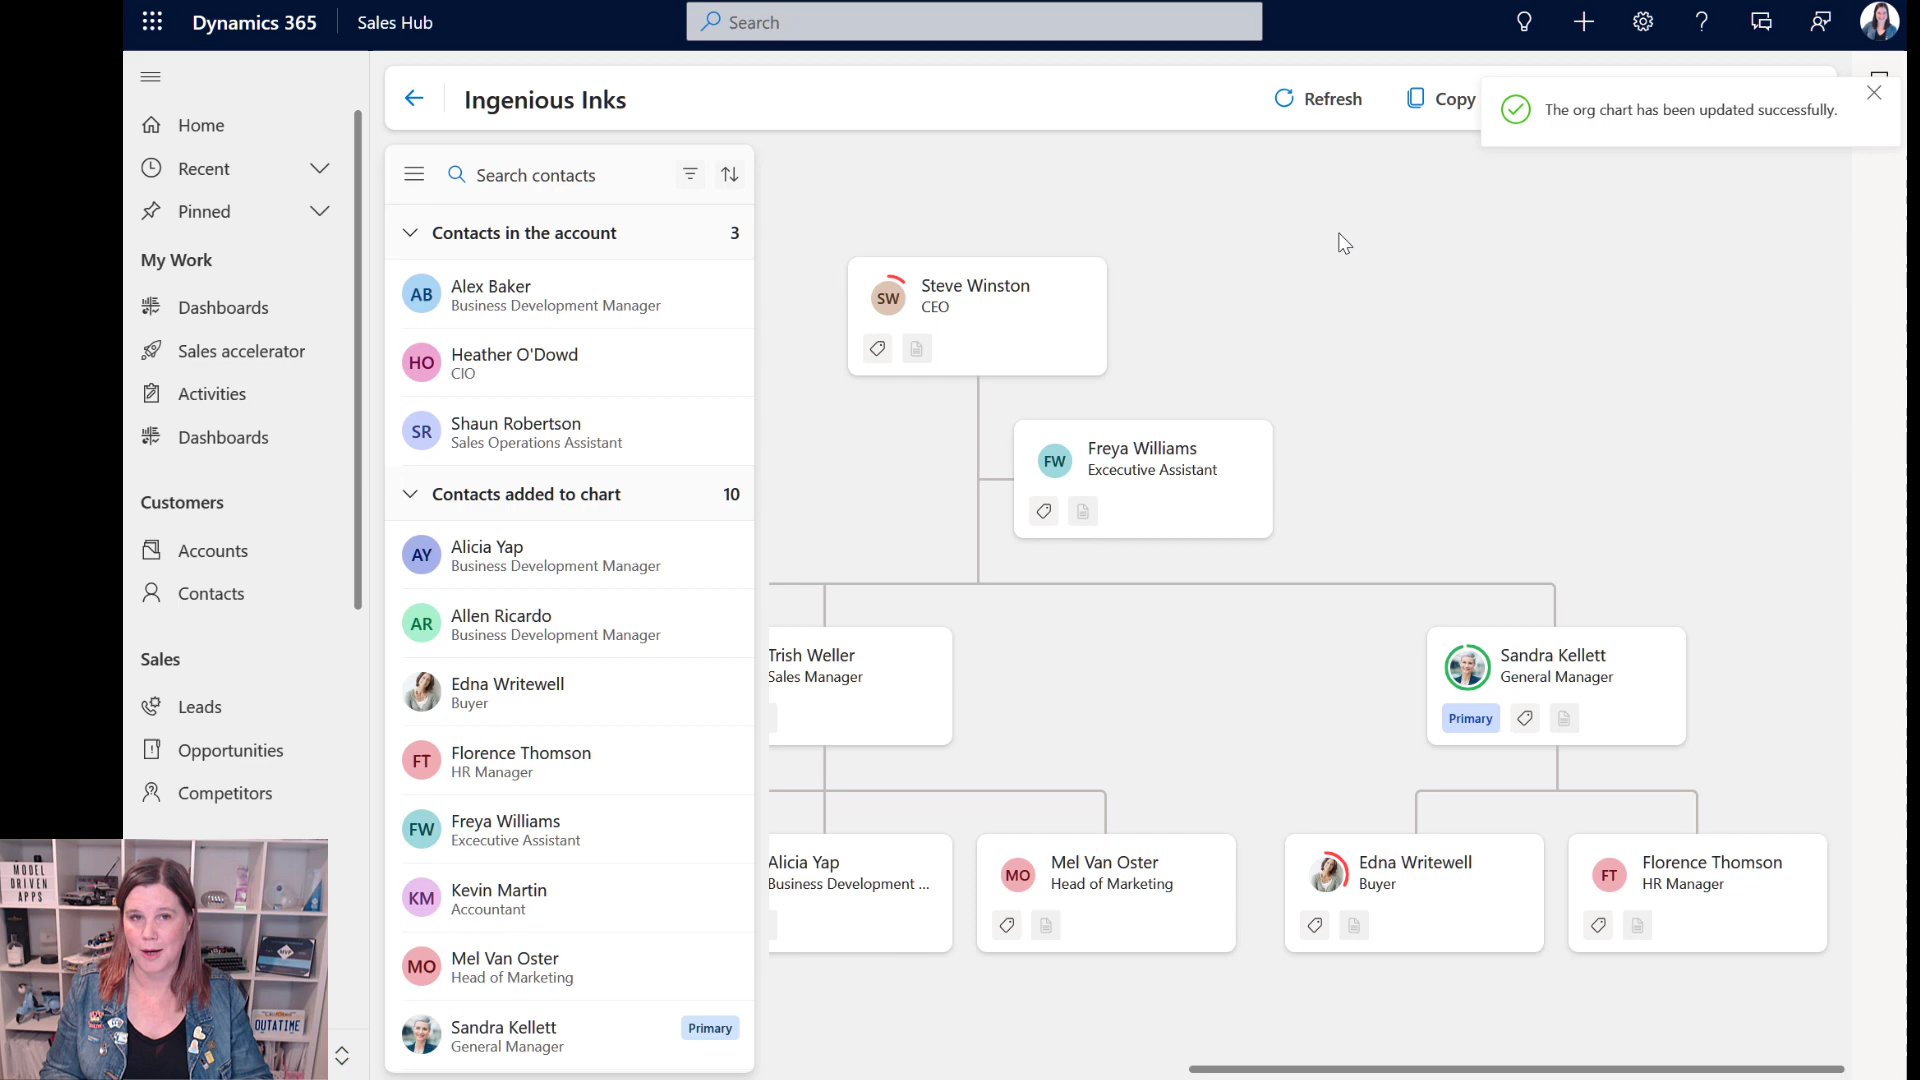 Dynamics 365
Sales Hub
Search
Home
Recent
Pinned
My Work
Dashboards
Sales accelerator
Activities
Dashboards
Customers
Accounts
Contacts
Sales
Leads
Opportunities
Competitors
Ingenious Inks
Refresh
Copy
The org chart has been updated successfully.
Search contacts
Contacts in the account 3
AB
Alex Baker
Business Development Manager
HO
Heather O'Dowd
CIO
SR
Shaun Robertson
Sales Operations Assistant
Contacts added to chart 10
AY
Alicia Yap
Business Development Manager
AR
Allen Ricardo
Business Development Manager
Edna Writewell
Buyer
FT
Florence Thomson
HR Manager
FW
Freya Williams
Excecutive Assistant
KM
Kevin Martin
Accountant
MO
Mel Van Oster
Head of Marketing
Sandra Kellett
General Manager
Primary
SW
Steve Winston
CEO
FW
Freya Williams
Excecutive Assistant
Trish Weller
Sales Manager
Sandra Kellett
General Manager
Primary
Alicia Yap
Business Development ...
MO
Mel Van Oster
Head of Marketing
Edna Writewell
Buyer
FT
Florence Thomson
HR Manager
MODEL
DRIVEN
APPS
MVP
OUTATIME